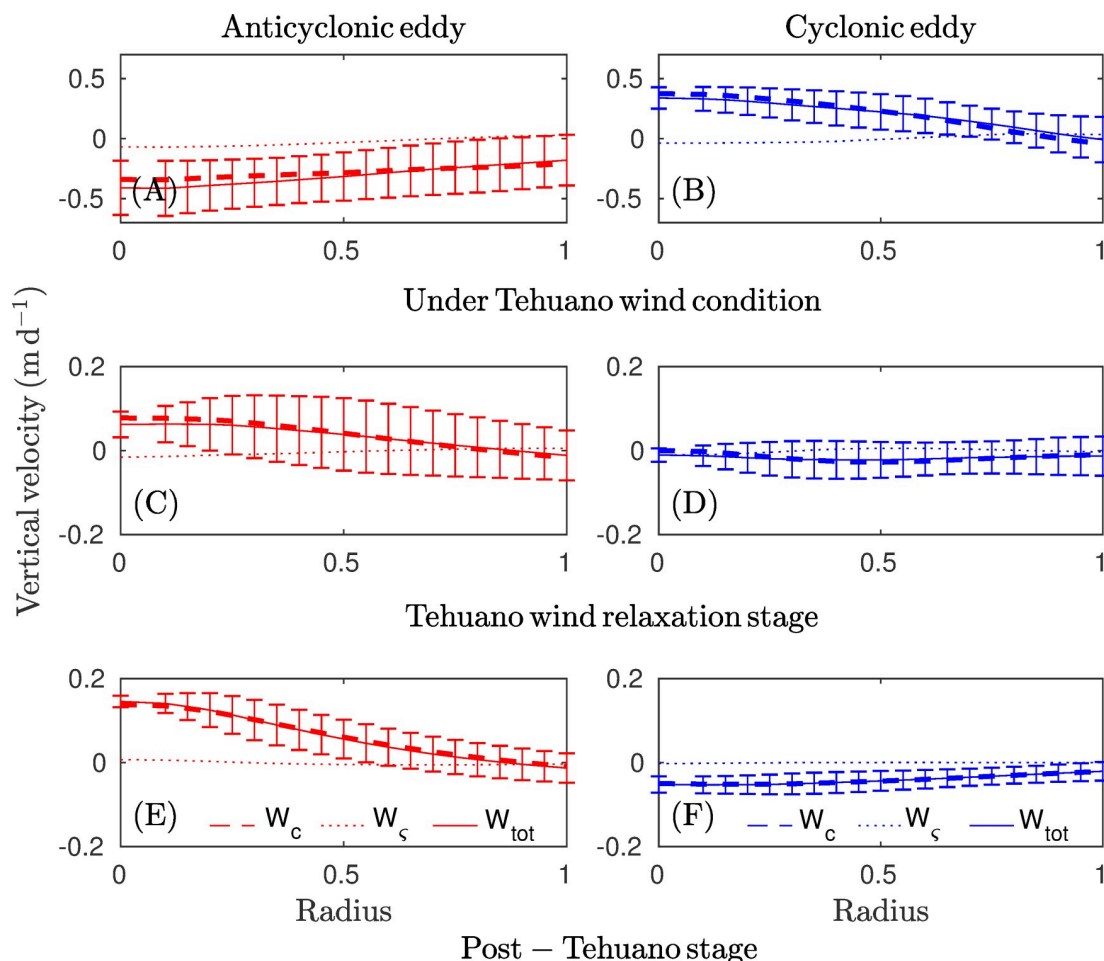 Anticyclonic eddy Cyclonic eddy
0.5 0.5
0 0
-0.5 (A) -0.5 (B)
0 0.5 1 0 0.5 1
Under Tehuano wind condition
Vertical velocity (m d⁻¹)
0.2 0.2
0 0
(C) (D)
-0.2 -0.2
0 0.5 1 0 0.5 1
Tehuano wind relaxation stage
0.2 0.2
0 0
(E) W_c W_ς W_tot (F) W_c W_ς W_tot
-0.2 -0.2
0 0.5 1 0 0.5 1
Radius Radius
Post − Tehuano stage